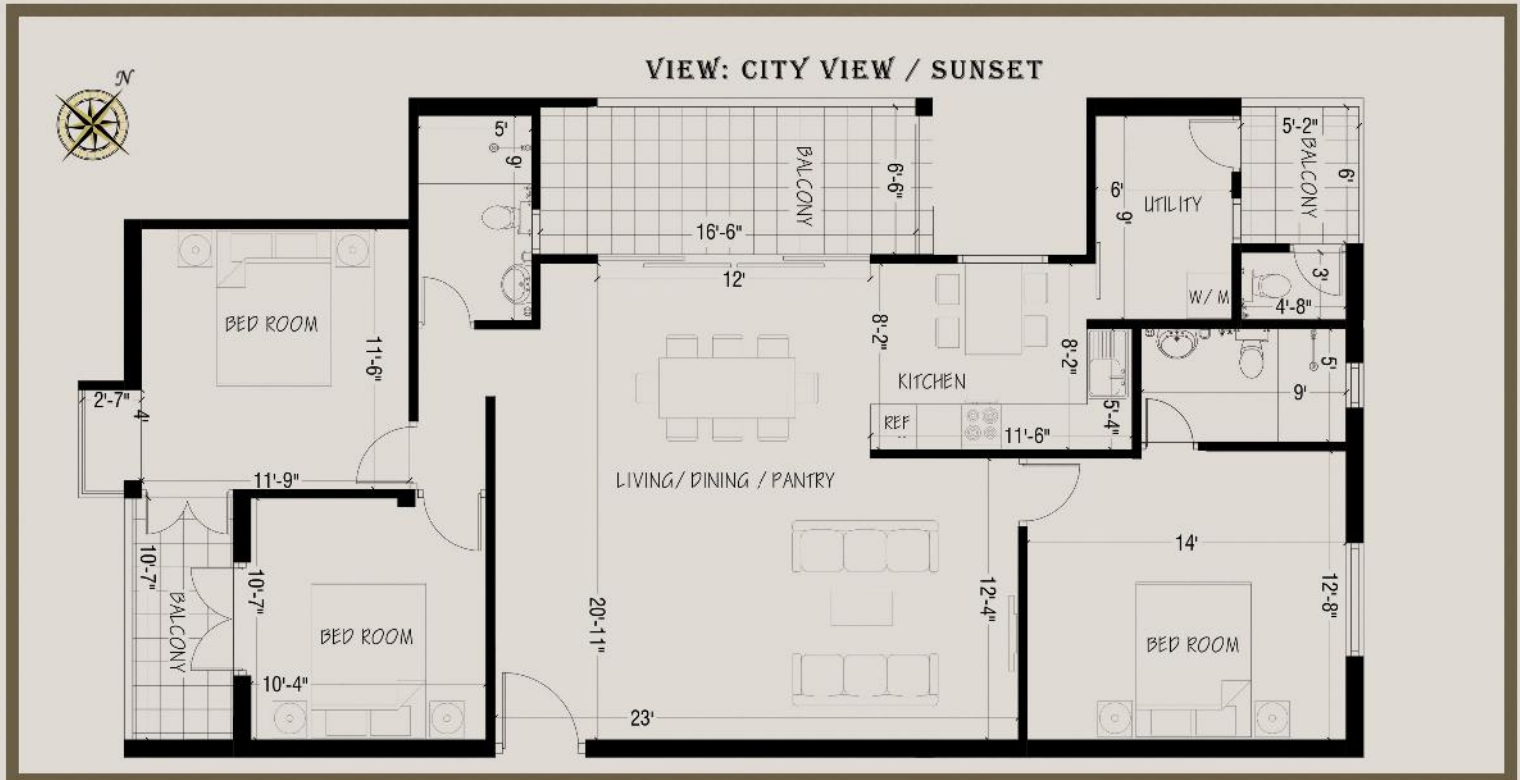 N
VIEW: CITY VIEW / SUNSET
5'
9'
BALCONY
6'-6"
16'-6"
5'-2"
BALCONY
6'
6'
9'
UTILITY
W/M
3'
4'-8"
12'
BED ROOM
11'-6"
2'-7"
4'
11'-9"
8'-2"
8'-2"
KITCHEN
REF
11'-6"
5'-4"
5'
9'
LIVING/ DINING / PANTRY
10'-7"
BALCONY
10'-7"
BED ROOM
10'-4"
20'-11"
12'-4"
23'
14'
12'-8"
BED ROOM